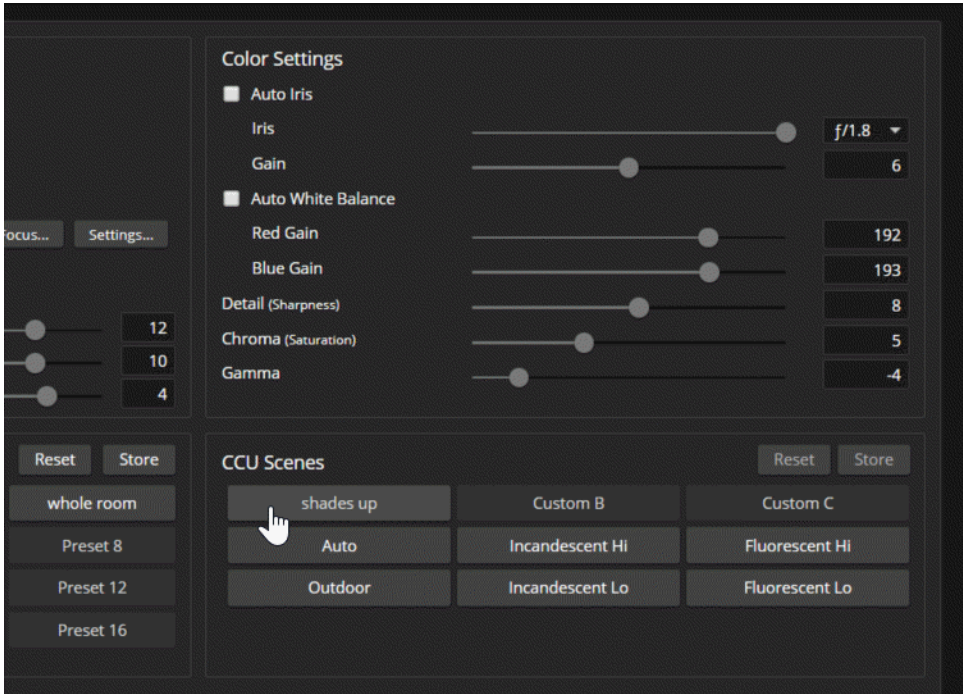 Color Settings
Auto Iris
Iris ƒ/1.8
Gain 6
Auto White Balance
Red Gain 192
Blue Gain 193
Detail (Sharpness) 8
Chroma (Saturation) 5
Gamma -4
Settings...
12
10
4
Reset Store
whole room
Preset 8
Preset 12
Preset 16
CCU Scenes Reset Store
shades up Custom B Custom C
Auto Incandescent Hi Fluorescent Hi
Outdoor Incandescent Lo Fluorescent Lo